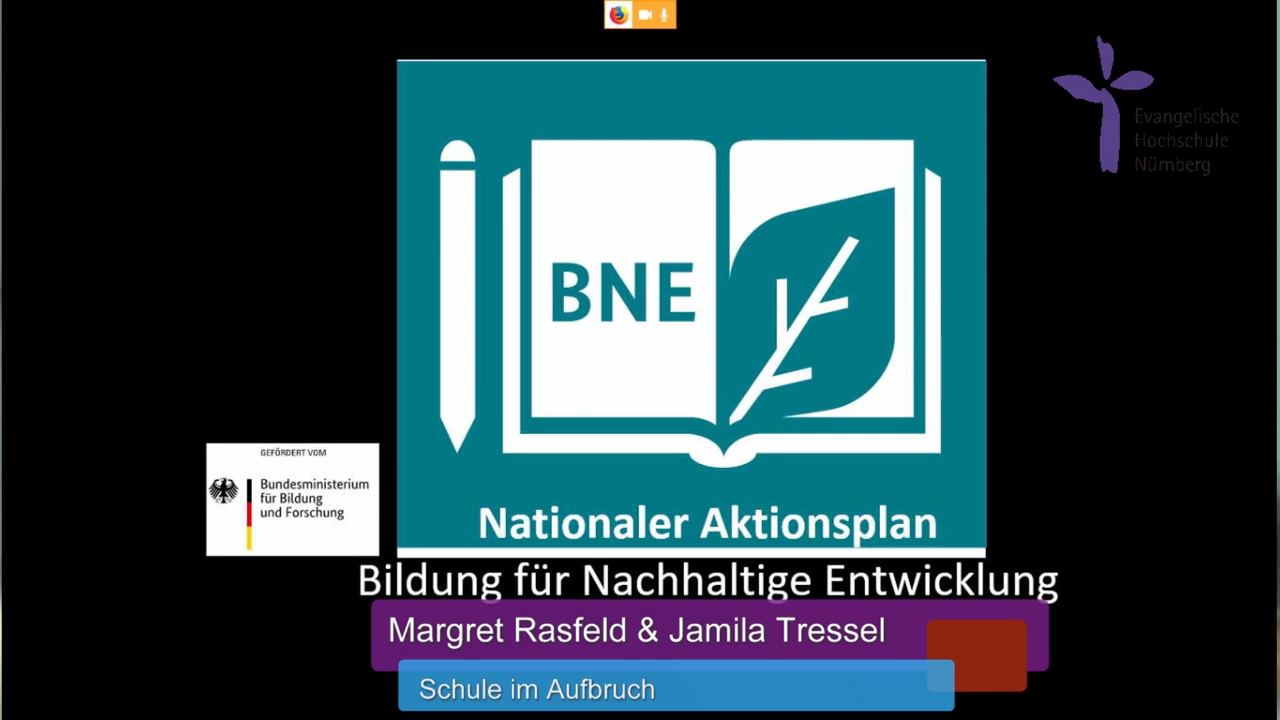 Evangelische
Hochschule
Nürnberg
BNE
GEFÖRDERT VOM
Bundesministerium
für Bildung
und Forschung
Nationaler Aktionsplan
Bildung für Nachhaltige Entwicklung
Margret Rasfeld & Jamila Tressel
Schule im Aufbruch